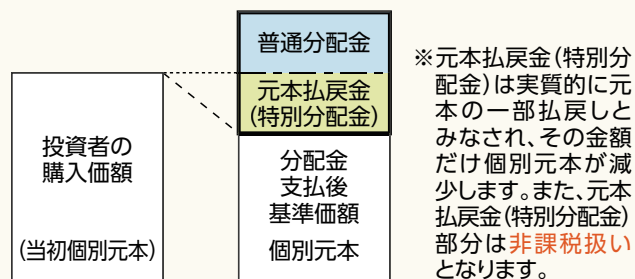 投資者の
購入価額
(当初個別元本)
普通分配金
元本払戻金
(特別分配金)
分配金
支払後
基準価額
個別元本
※元本払戻金(特別分
配金)は実質的に元
本の一部払戻しと
みなされ、その金額
だけ個別元本が減
少します。また、元本
払戻金(特別分配金)
部分は非課税扱い
となります。